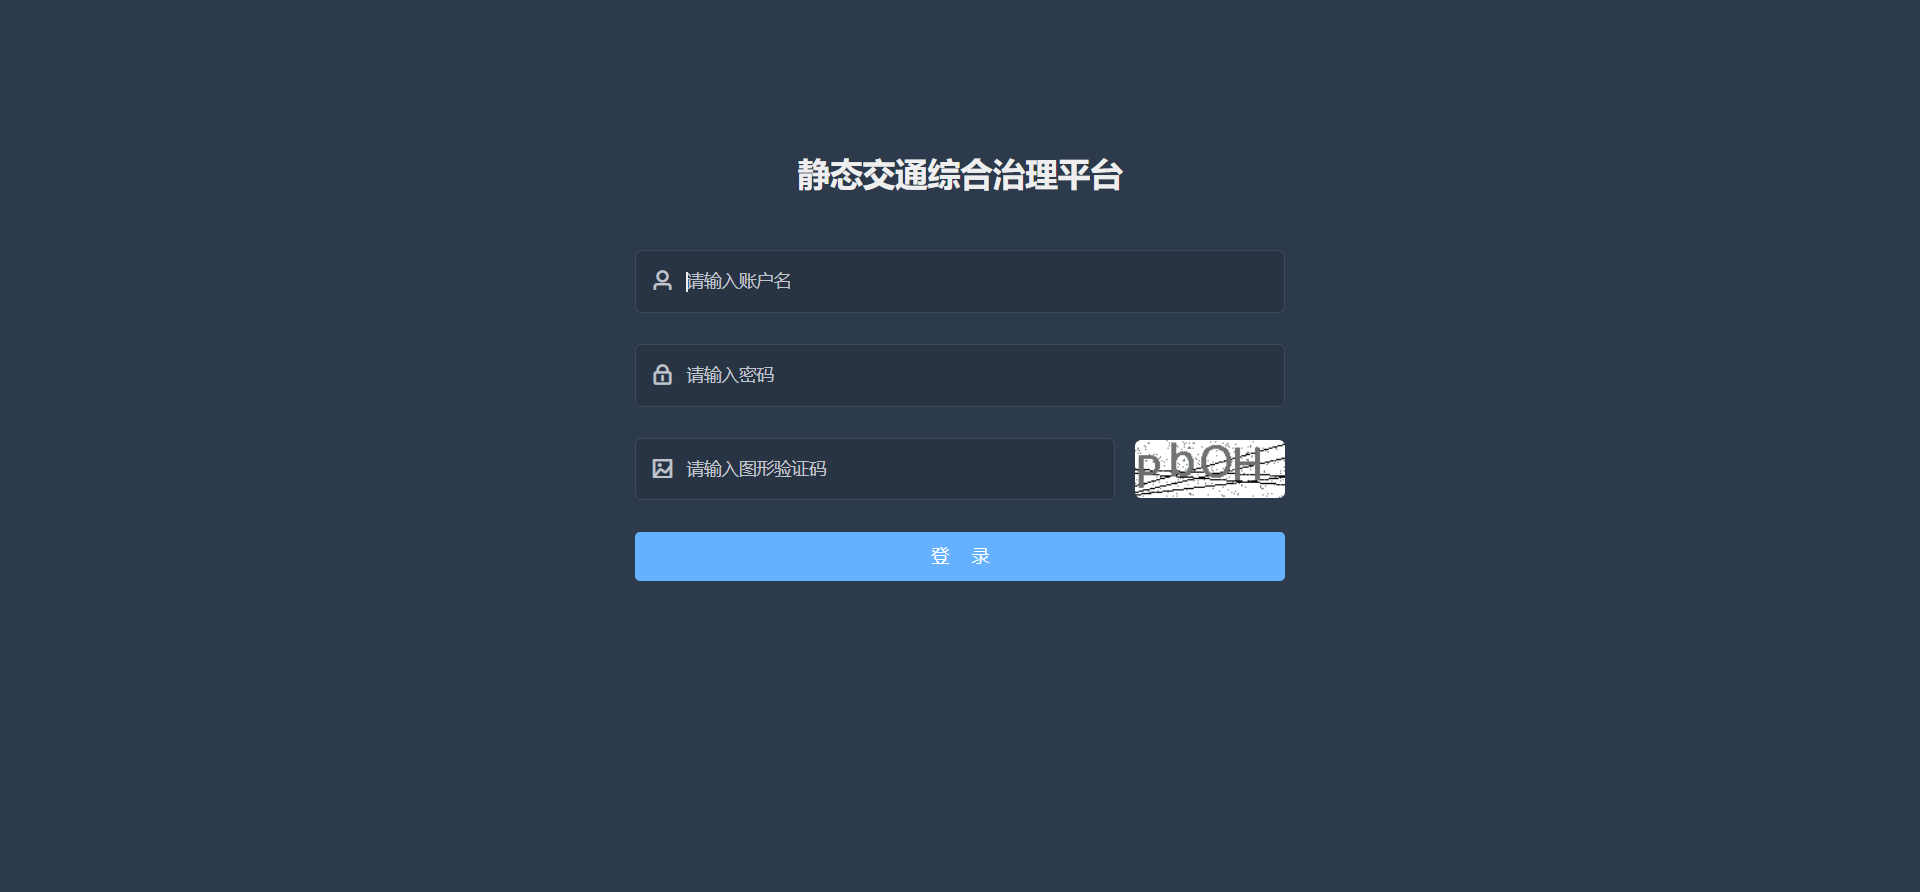 静态交通综合治理平台
请输入账户名
请输入密码
请输入图形验证码
登 录